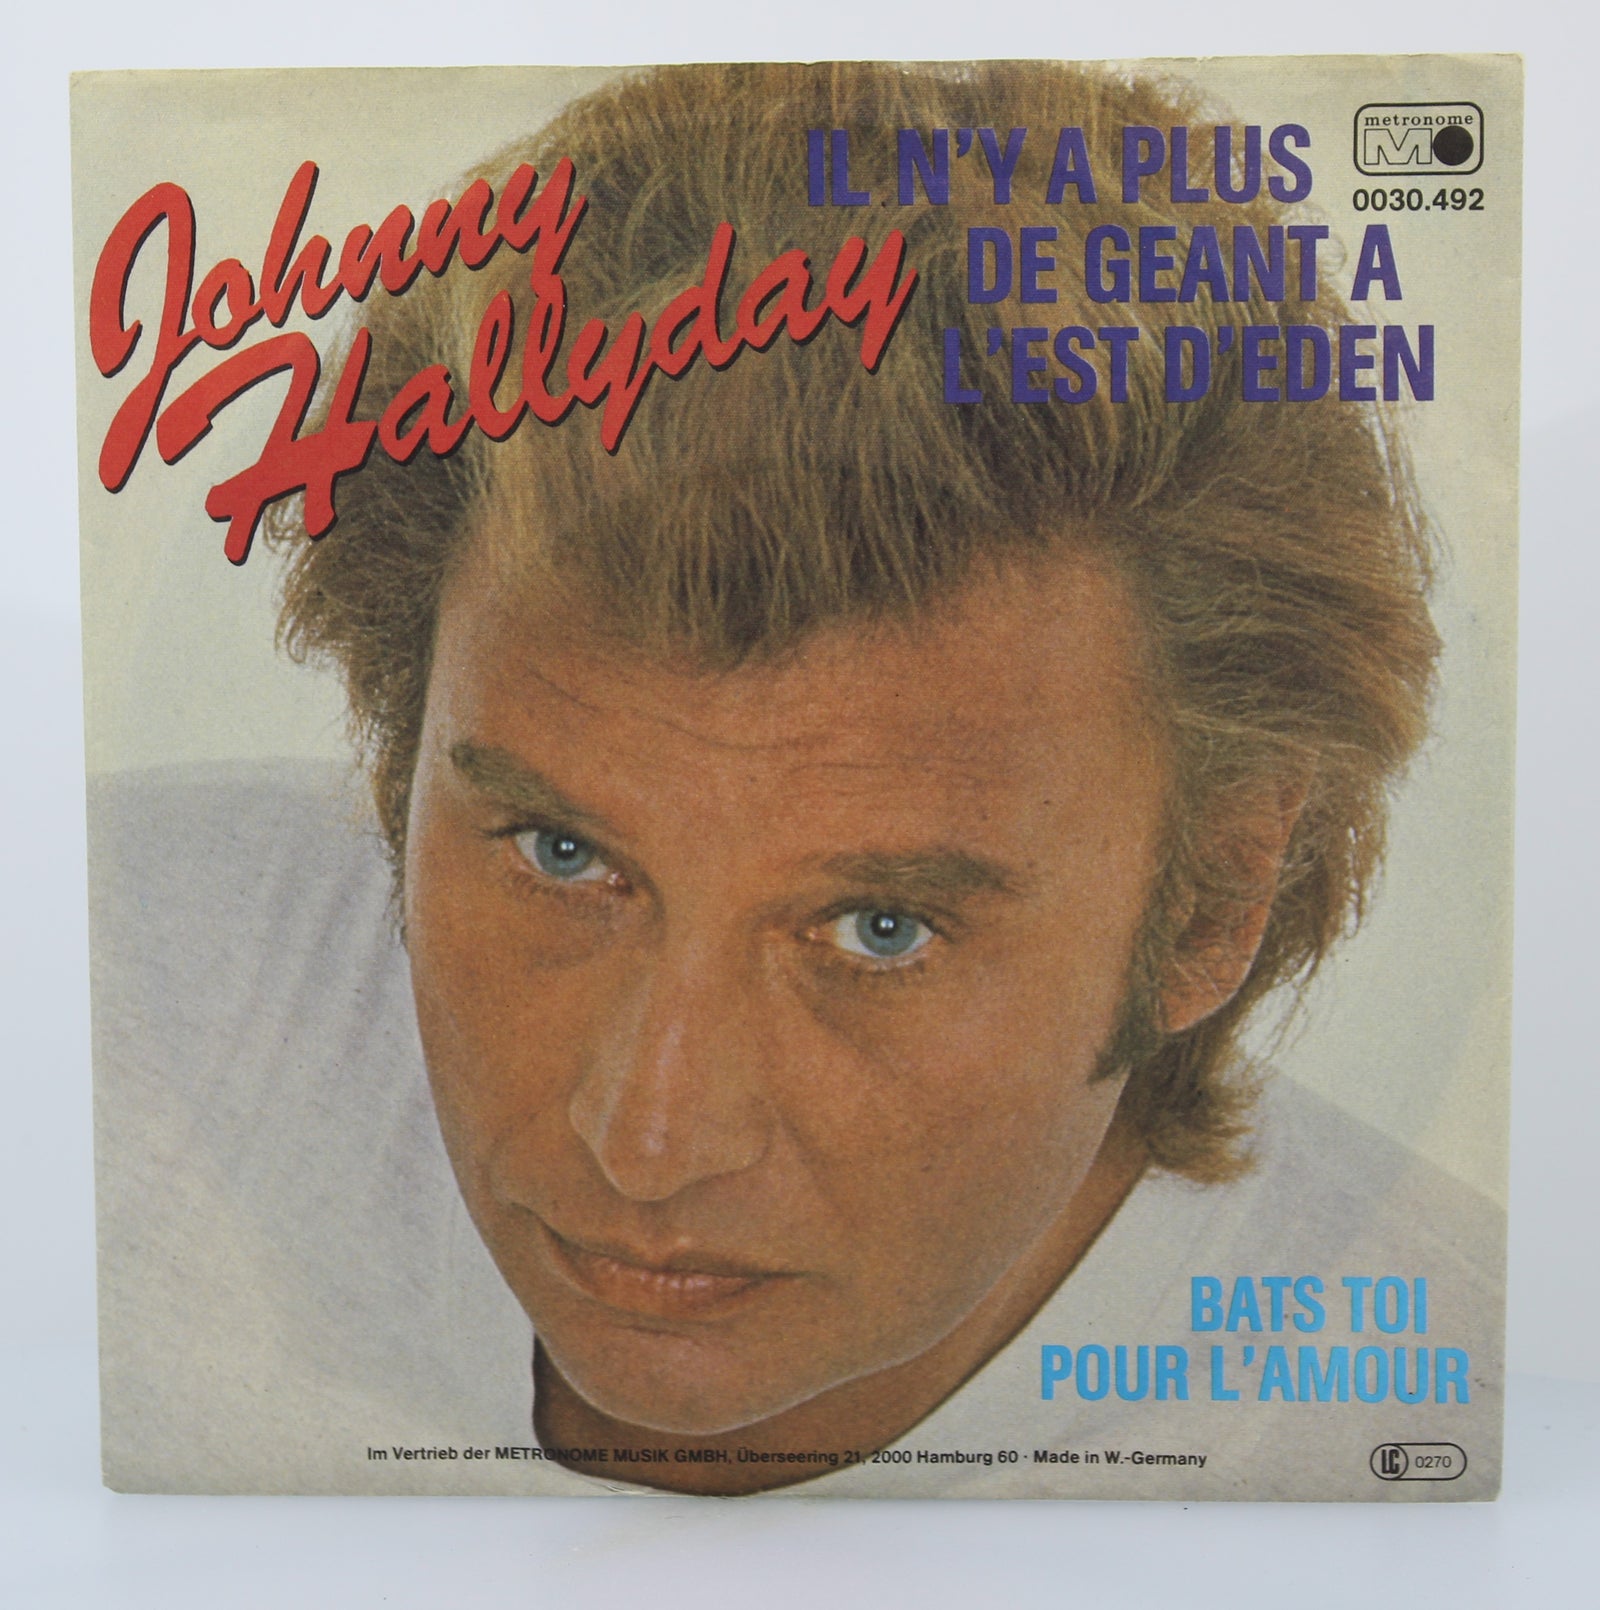 Johnny
Hallyday
IL N'Y A PLUS
DE GEANT A
L'EST D'EDEN
metronome
M
0030.492
BATS TOI
POUR L'AMOUR
Im Vertrieb der METRONOME MUSIK GMBH, Überseering 21, 2000 Hamburg 60 · Made in W.-Germany
LC 0270